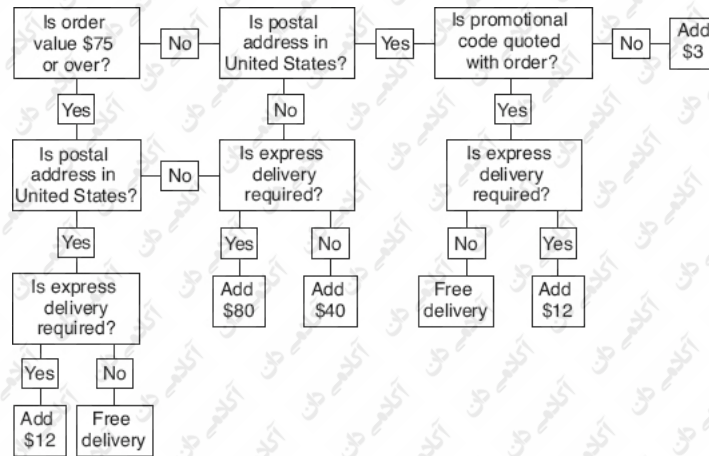 Is order
value $75
or over?
No
Is postal
address in
United States?
Yes
Is promotional
code quoted
with order?
No
Add
$3
Yes
No
Yes
Is postal
address in
United States?
No
Is express
delivery
required?
Is express
delivery
required?
Yes
Yes
No
No
Yes
Is express
delivery
required?
Add
$80
Add
$40
Free
delivery
Add
$12
Yes
No
Add
$12
Free
delivery